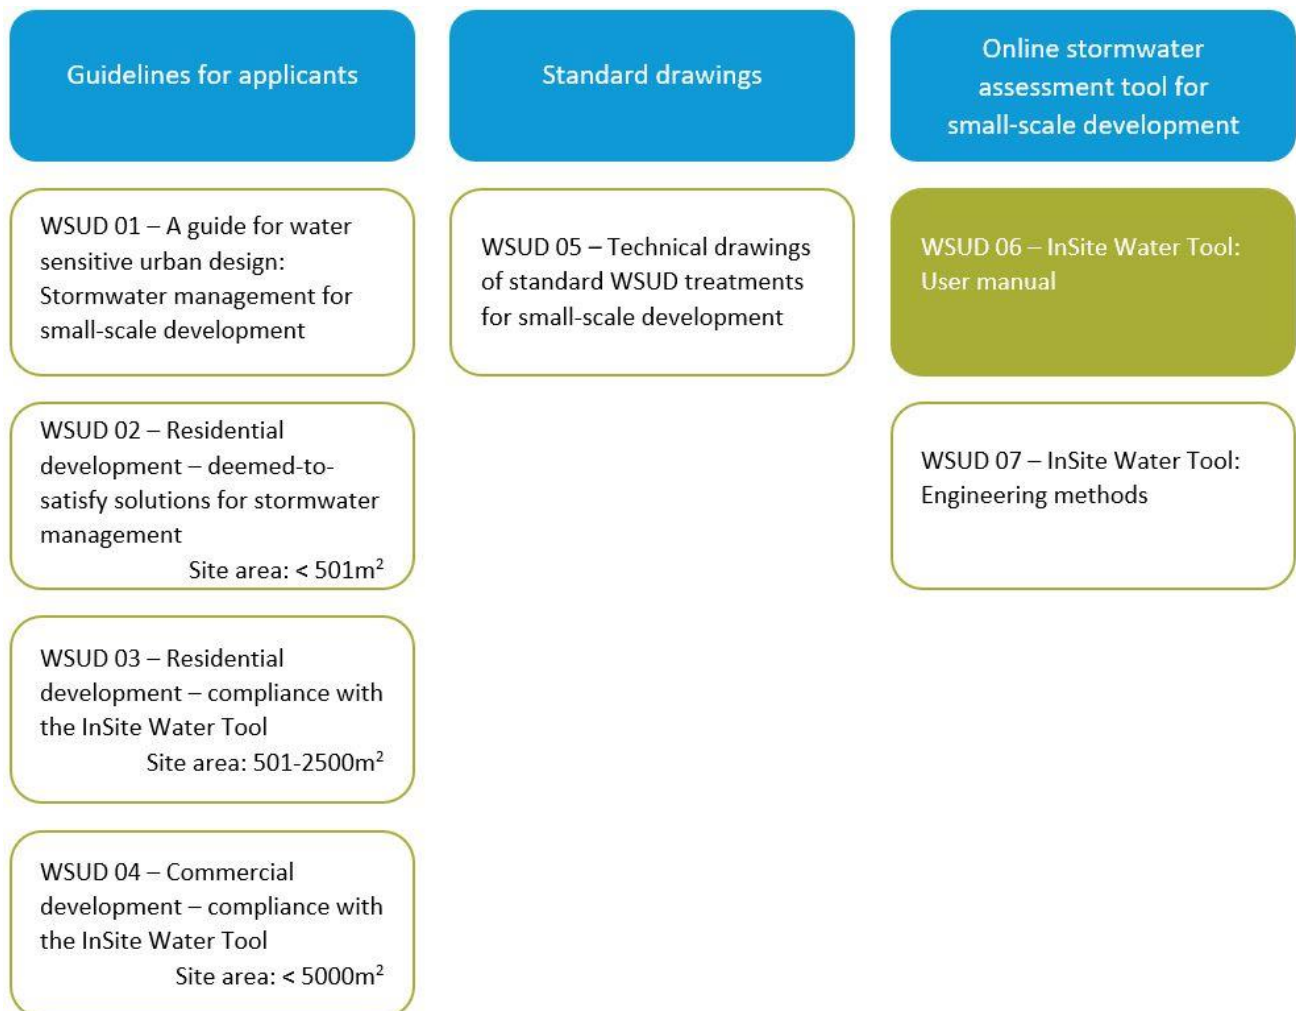 Guidelines for applicants
WSUD 01 – A guide for water
sensitive urban design:
Stormwater management for
small-scale development
WSUD 02 – Residential
development – deemed-to-
satisfy solutions for stormwater
management
Site area: < 501m²
WSUD 03 – Residential
development – compliance with
the InSite Water Tool
Site area: 501-2500m²
WSUD 04 – Commercial
development – compliance with
the InSite Water Tool
Site area: < 5000m²
Standard drawings
WSUD 05 – Technical drawings
of standard WSUD treatments
for small-scale development
Online stormwater
assessment tool for
small-scale development
WSUD 06 – InSite Water Tool:
User manual
WSUD 07 – InSite Water Tool:
Engineering methods